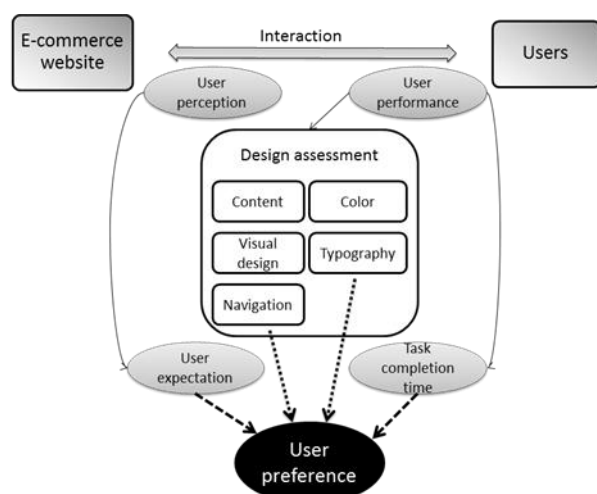 E-commerce
website
Interaction
Users
User
perception
User
performance
Design assessment
Content
Color
Visual
design
Typography
Navigation
User
expectation
Task
completion
time
User
preference